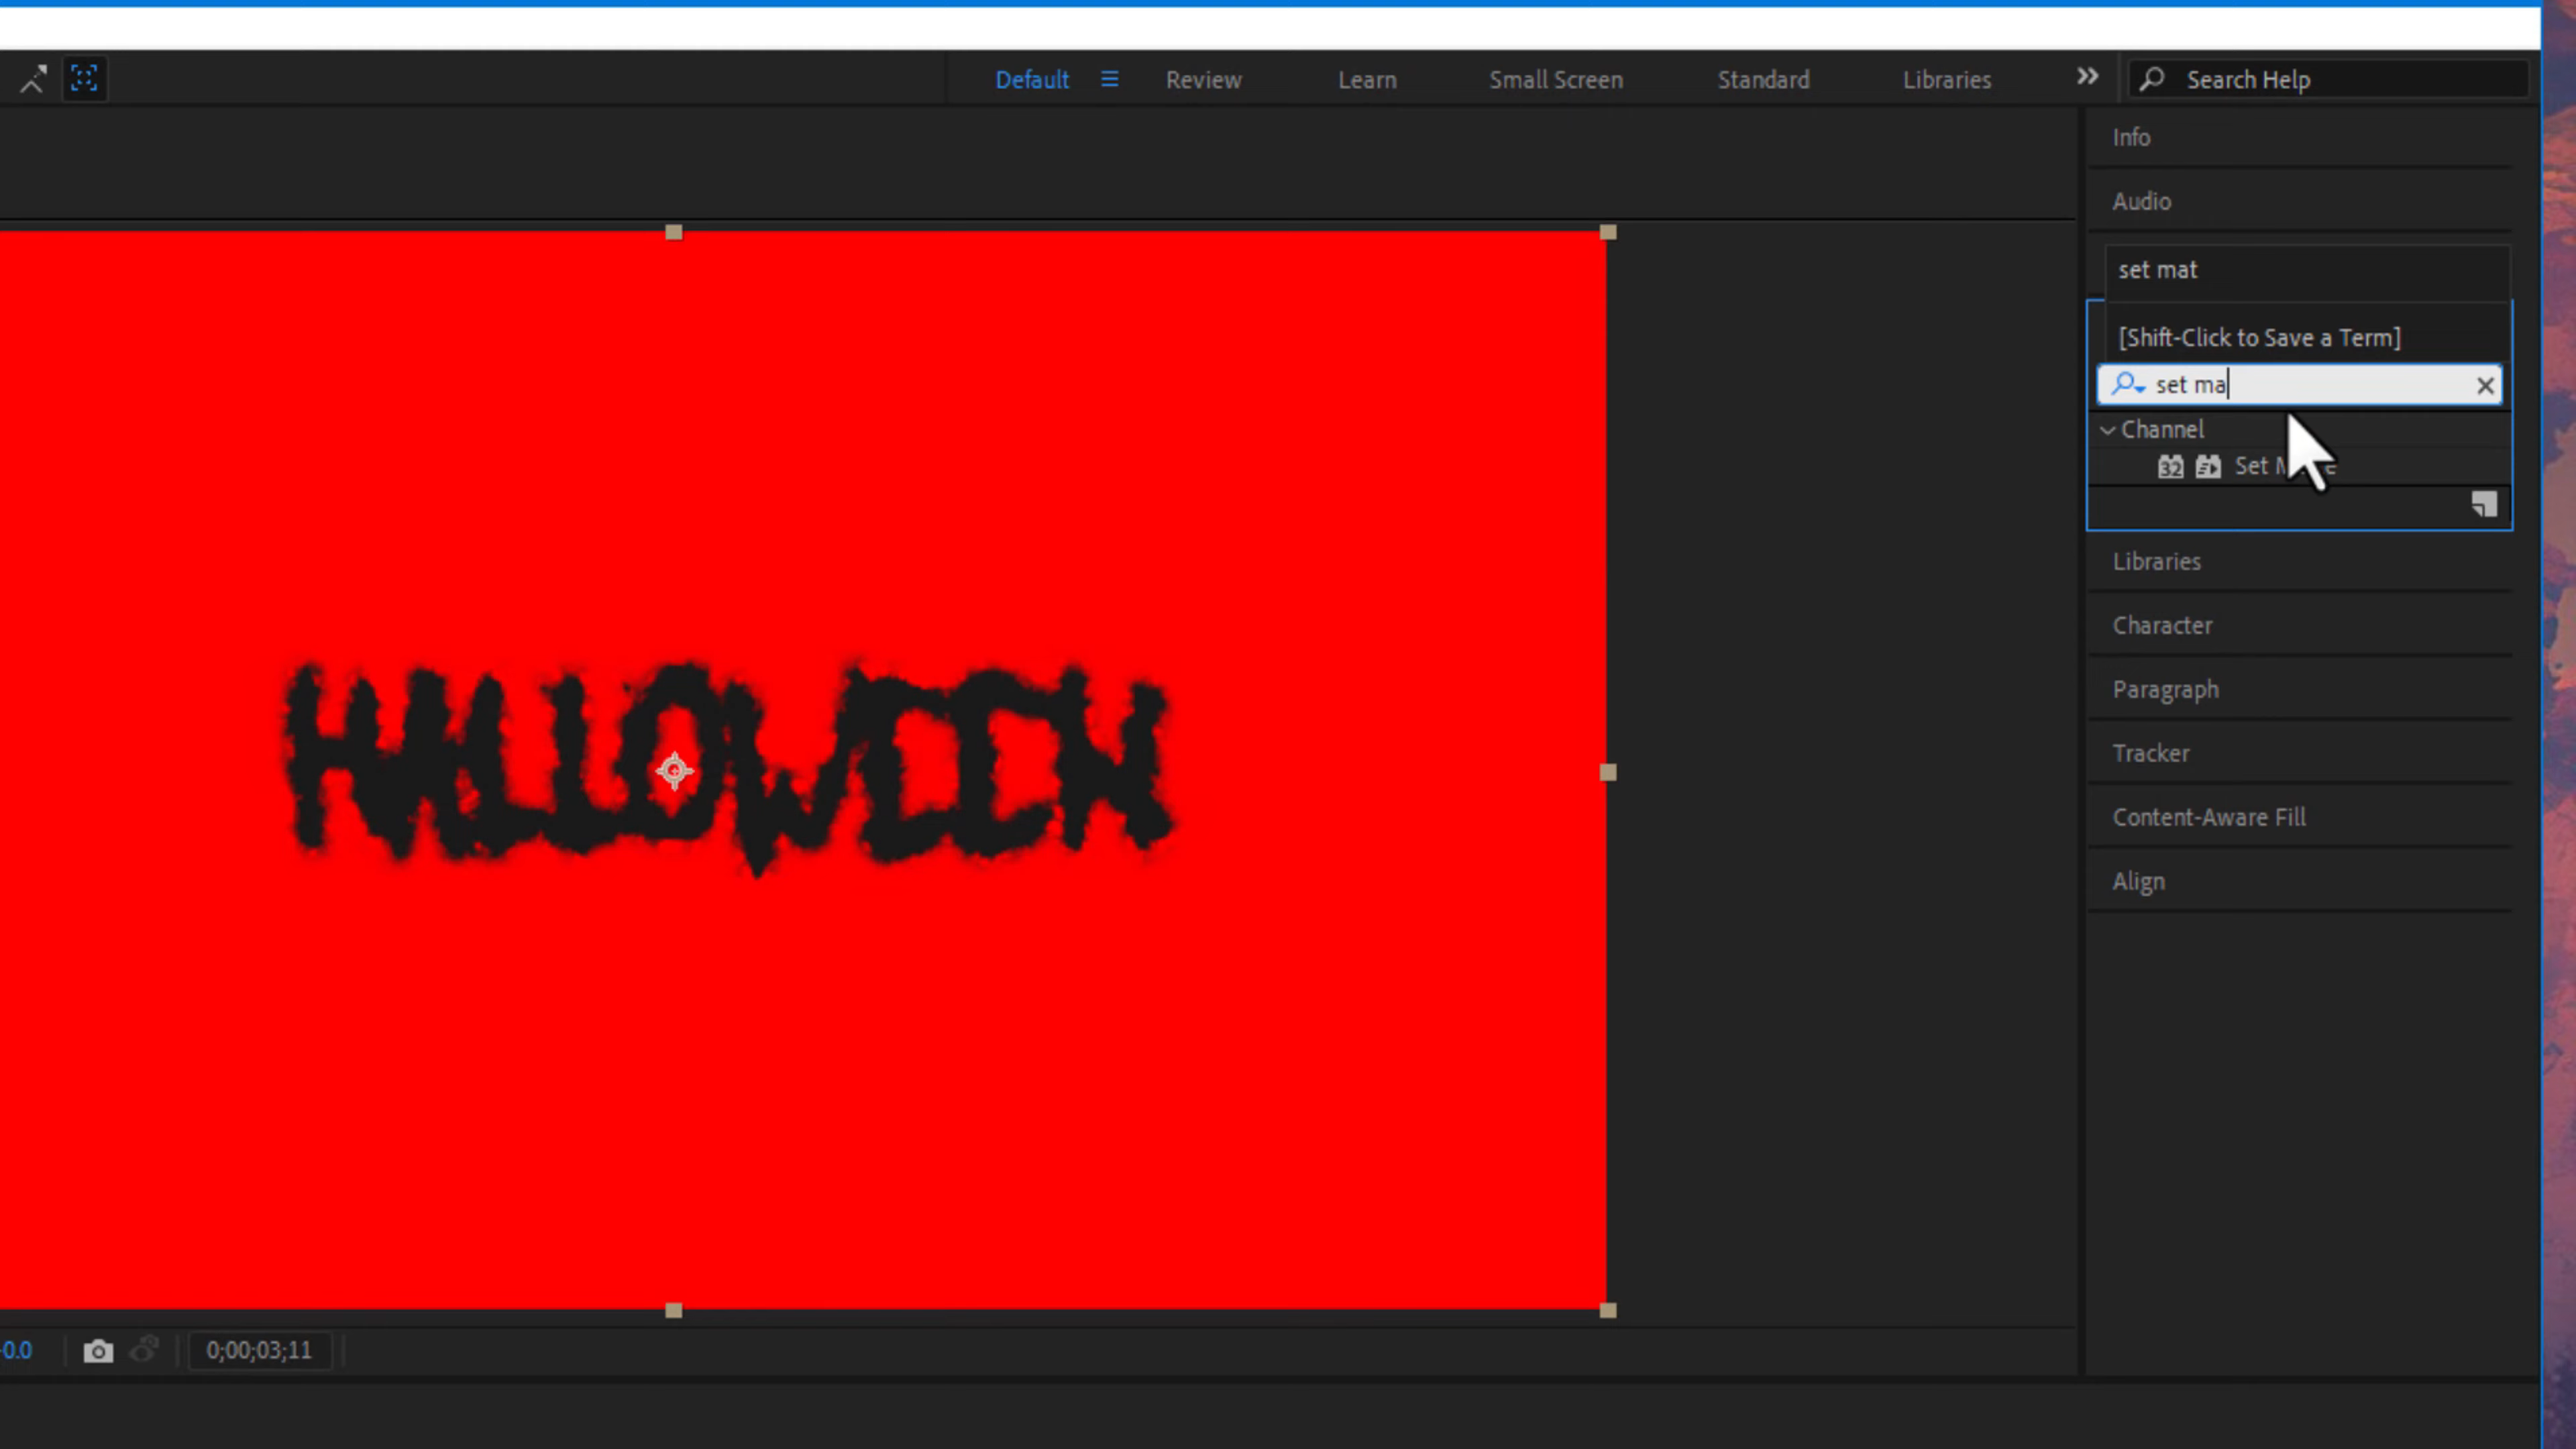 Default Review Learn Small Screen Standard Libraries Search Help
Info
Audio
set mat
[Shift-Click to Save a Term]
set ma
Channel
32 Set
Libraries
Character
Paragraph
Tracker
Content-Aware Fill
Align
HALLOWEEN
-0.0 0;00;03;11